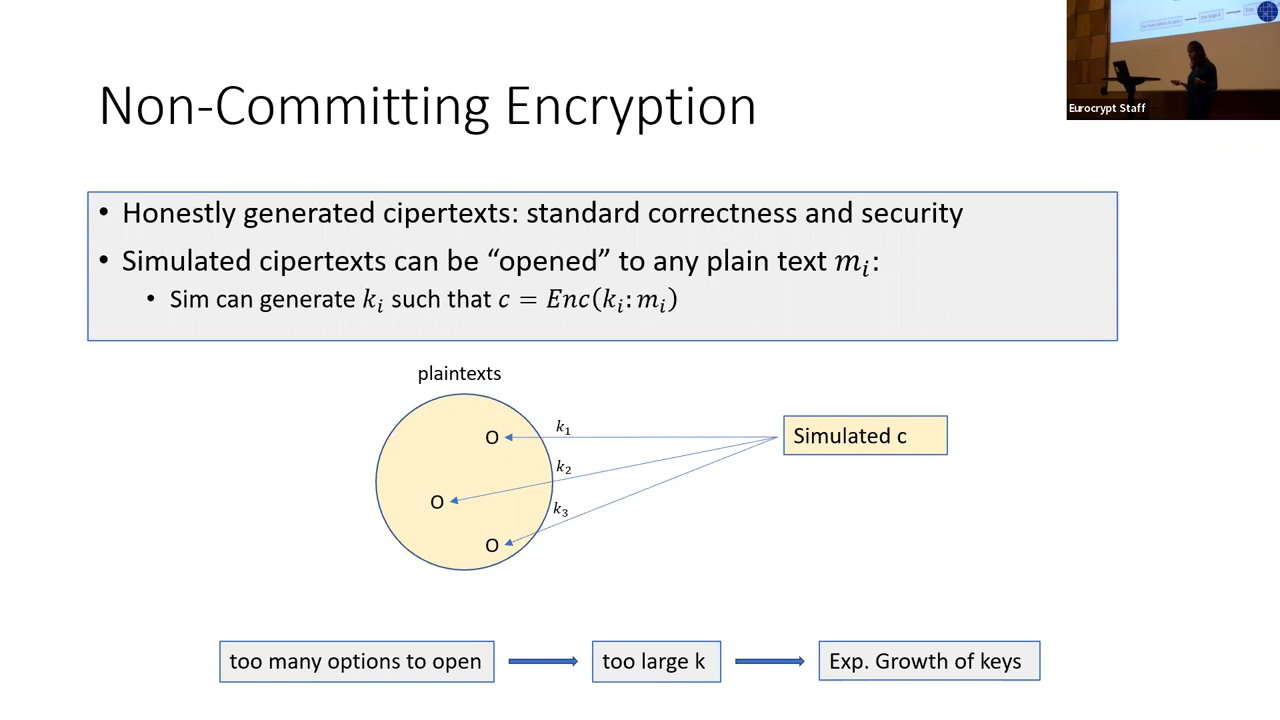 Eurocrypt Staff
Non-Committing Encryption
• Honestly generated cipertexts: standard correctness and security
• Simulated cipertexts can be “opened” to any plain text 𝑚ᵢ:
• Sim can generate 𝑘ᵢ such that 𝑐 = 𝐸𝑛𝑐(𝑘ᵢ: 𝑚ᵢ)
plaintexts
O
O
O
𝑘₁
𝑘₂
𝑘₃
Simulated c
too many options to open
too large k
Exp. Growth of keys